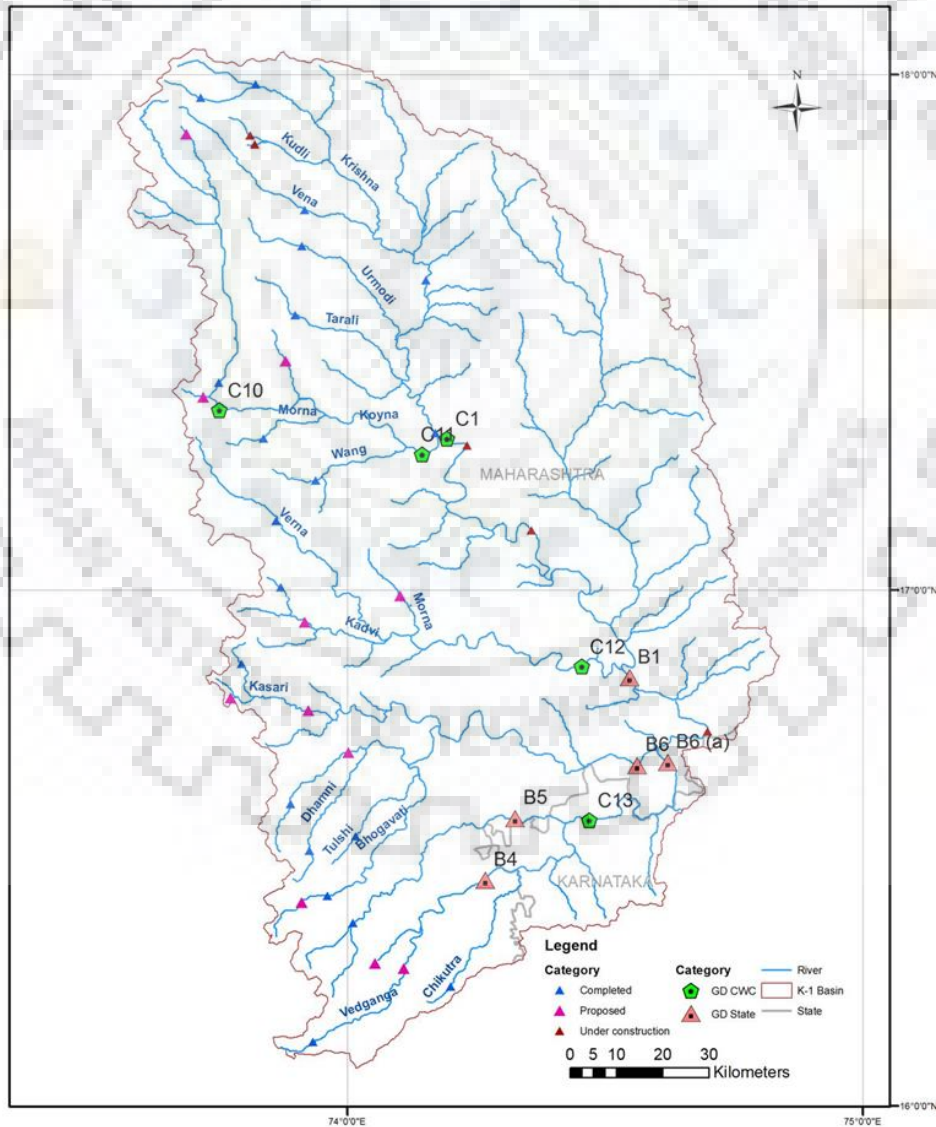 N
18°0'0"N
Kudli
Krishna
Vena
Urmodi
Tarali
C10
Morna
Koyna
C1
C11
Wang
MAHARASHTRA
Verna
17°0'0"N
Morna
Kadvi
C12
B1
Kasari
B6
B6 (a)
Dhamni
Tulshi
Bhogavati
B5
C13
B4
KARNATAKA
Chikutra
Vedganga
Legend
Category
Completed
Proposed
Under construction
Category
GD CWC
GD State
River
K-1 Basin
State
0 5 10 20 30
Kilometers
16°0'0"N
74°0'0"E
75°0'0"E